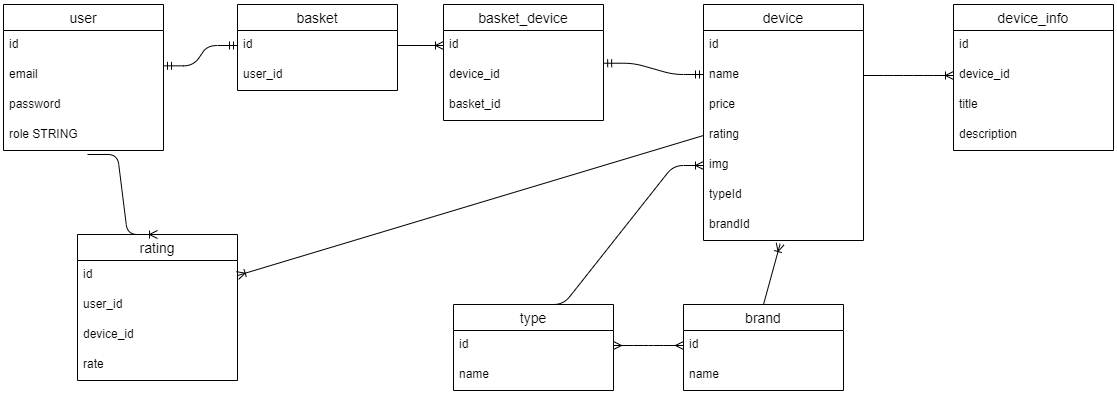 user
id
email
password
role STRING
basket
id
user_id
basket_device
id
device_id
basket_id
device
id
name
price
rating
img
typeId
brandId
device_info
id
device_id
title
description
rating
id
user_id
device_id
rate
type
id
name
brand
id
name